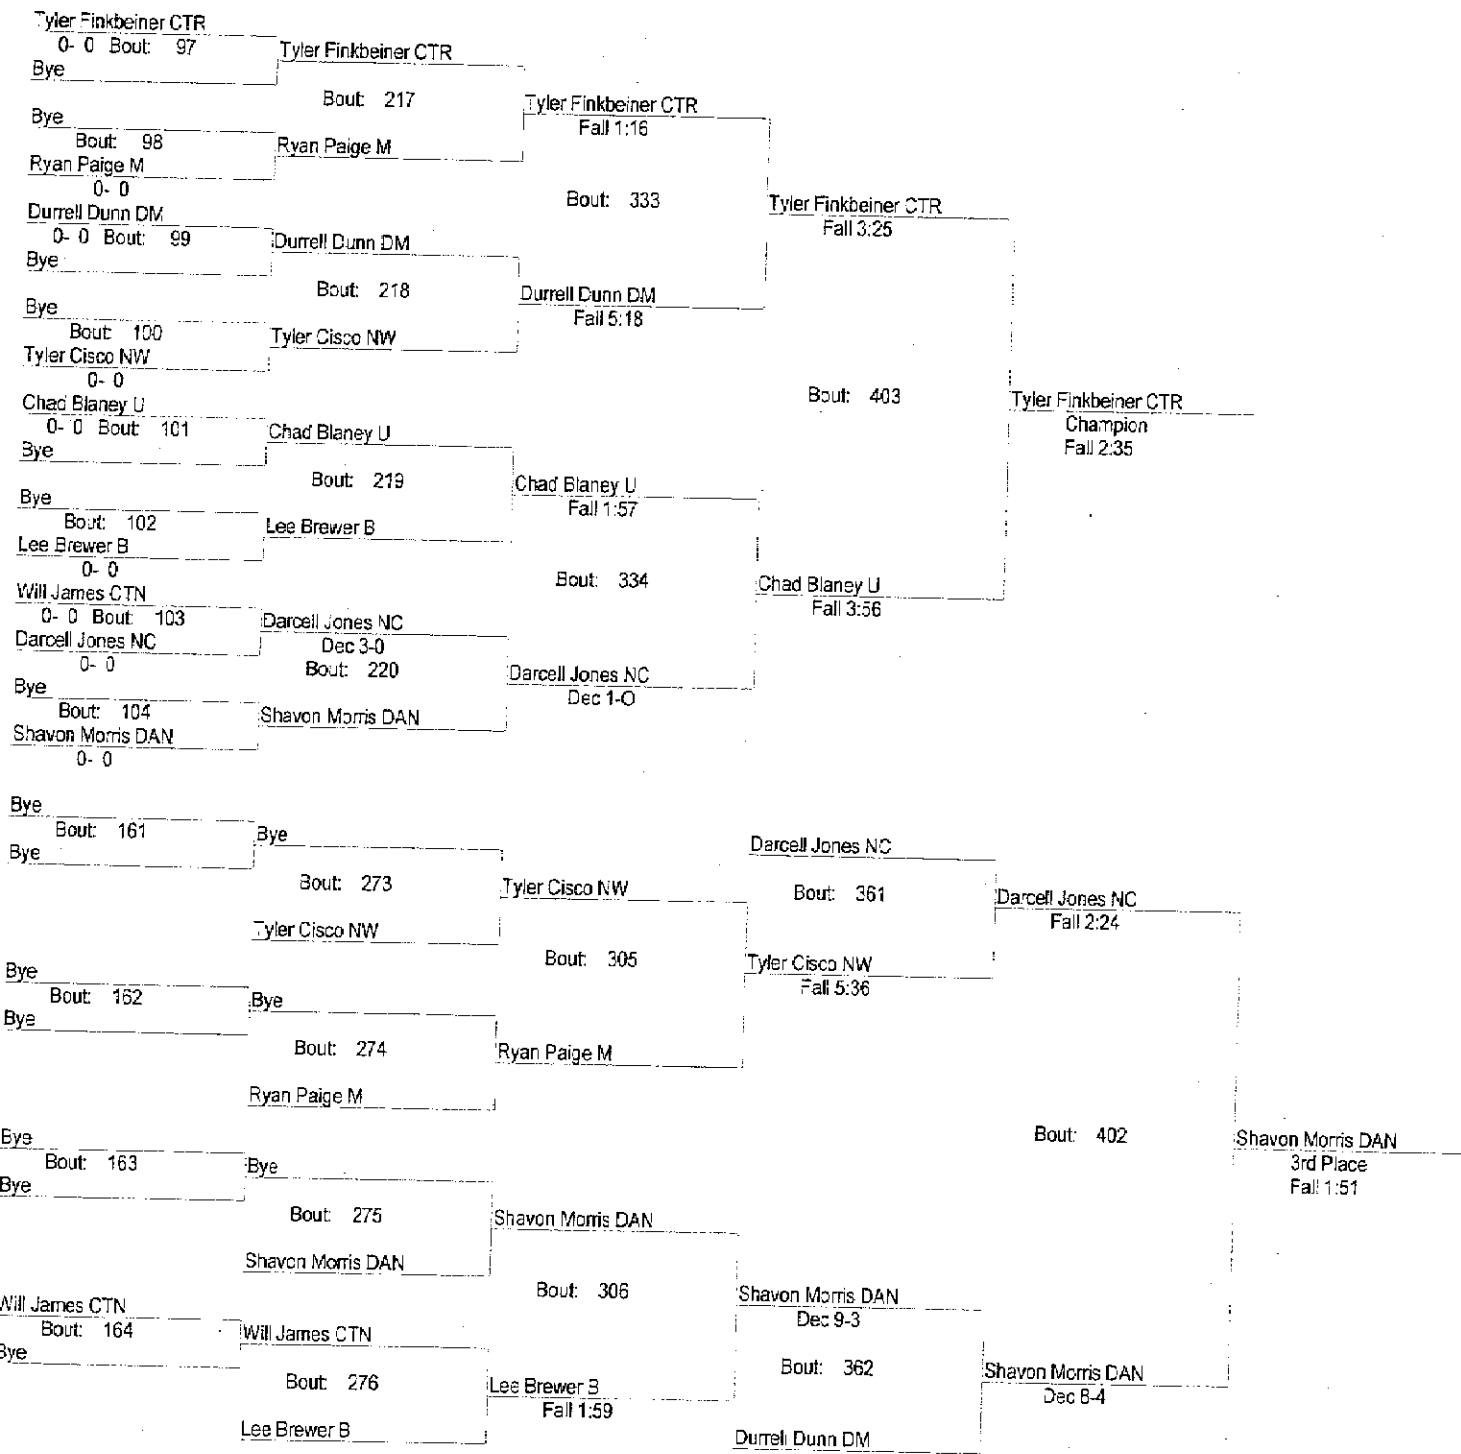 Tyler Finkbeiner CTR
0- 0 Bout: 97
Tyler Finkbeiner CTR
Bye
Bout: 217
Tyler Finkbeiner CTR
Fall 1:16
Bye
Bout: 98
Ryan Paige M
Ryan Paige M
0- 0
Bout: 333
Tyler Finkbeiner CTR
Fall 3:25
Durrell Dunn DM
0- 0 Bout: 99
Durrell Dunn DM
Bye
Bout: 218
Durrell Dunn DM
Fall 5:18
Bye
Bout: 100
Tyler Cisco NW
Tyler Cisco NW
0- 0
Bout: 403
Tyler Finkbeiner CTR
Champion
Fall 2:35
Chad Blaney U
0- 0 Bout: 101
Chad Blaney U
Bye
Bout: 219
Chad Blaney U
Fall 1:57
Bye
Bout: 102
Lee Brewer B
Lee Brewer B
0- 0
Bout: 334
Chad Blaney U
Fall 3:56
Will James CTN
0- 0 Bout: 103
Darcell Jones NC
Dec 3-0
Darcell Jones NC
0- 0
Bout: 220
Darcell Jones NC
Dec 1-0
Bye
Bout: 104
Shavon Morris DAN
Shavon Morris DAN
0- 0
Bye
Bout: 161
Bye
Bye
Bout: 273
Tyler Cisco NW
Tyler Cisco NW
Darcell Jones NC
Bout: 361
Darcell Jones NC
Fall 2:24
Bout: 305
Tyler Cisco NW
Fall 5:36
Bye
Bout: 162
Bye
Bye
Bout: 274
Ryan Paige M
Ryan Paige M
Bout: 402
Shavon Morris DAN
3rd Place
Fall 1:51
Bye
Bout: 163
Bye
Bye
Bout: 275
Shavon Morris DAN
Shavon Morris DAN
Bout: 306
Shavon Morris DAN
Dec 9-3
Will James CTN
Bout: 164
Will James CTN
Bye
Bout: 276
Lee Brewer B
Fall 1:59
Lee Brewer B
Bout: 362
Shavon Morris DAN
Dec 8-4
Durrell Dunn DM